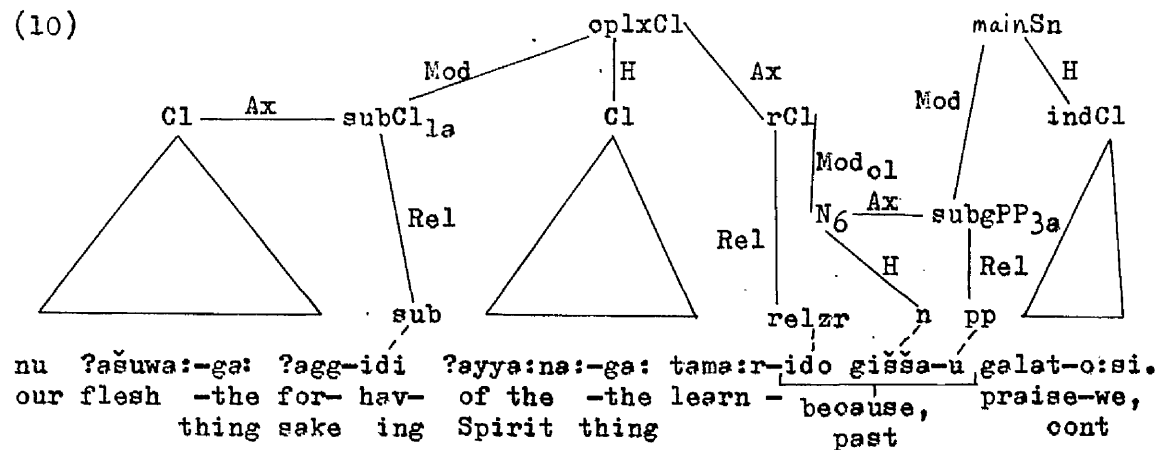 (10)
oplxCl mainSn
Mod H Ax H
Cl Ax subCl1a Cl rCl Mod indCl
Modol
Rel N6 Ax subgPP3a
Rel H Rel
sub relzr n pp
nu ?ašuwa:-ga: ?agg-idi ?ayya:na:-ga: tama:r-ido gišša-u galat-o:si.
our flesh -the for- hav- of the -the learn - because, praise-we,
thing sake ing Spirit thing past cont